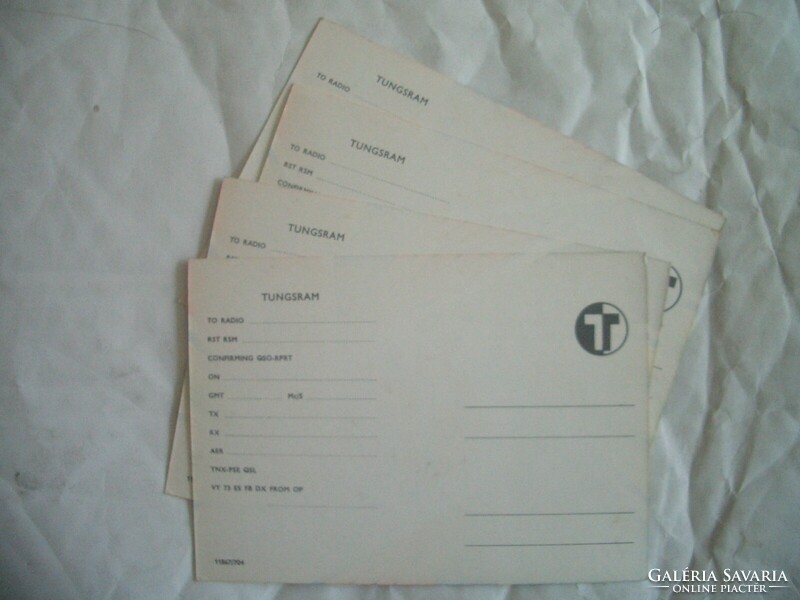 TUNGSRAM
TO RADIO
TUNGSRAM
TO RADIO
RST RSM
CONFIRM
TUNGSRAM
TO RADIO
TUNGSRAM
T
TO RADIO
RST RSM
CONFIRMING QSO-RPRT
ON
GMT Mc/S
TX
RX
AER
TNX-PSE QSL
VY 73 ES FB DX FROM OP
GALÉRIA SAVARIA
ONLINE PIACTÉR